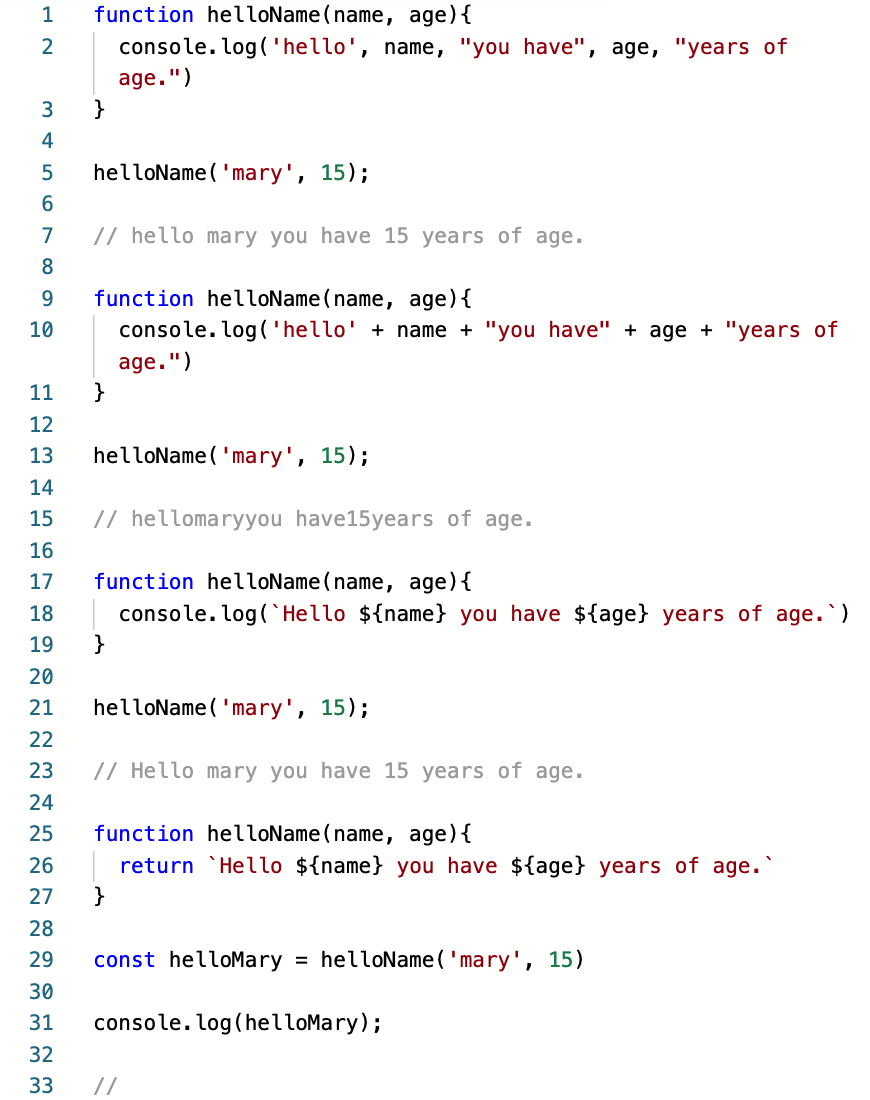 1 function helloName(name, age){
2 console.log('hello', name, "you have", age, "years of
age.")
3 }
4
5 helloName('mary', 15);
6
7 // hello mary you have 15 years of age.
8
9 function helloName(name, age){
10 console.log('hello' + name + "you have" + age + "years of
age.")
11 }
12
13 helloName('mary', 15);
14
15 // hellomaryyou have15years of age.
16
17 function helloName(name, age){
18 console.log(`Hello ${name} you have ${age} years of age.`)
19 }
20
21 helloName('mary', 15);
22
23 // Hello mary you have 15 years of age.
24
25 function helloName(name, age){
26 return `Hello ${name} you have ${age} years of age.`
27 }
28
29 const helloMary = helloName('mary', 15)
30
31 console.log(helloMary);
32
33 //